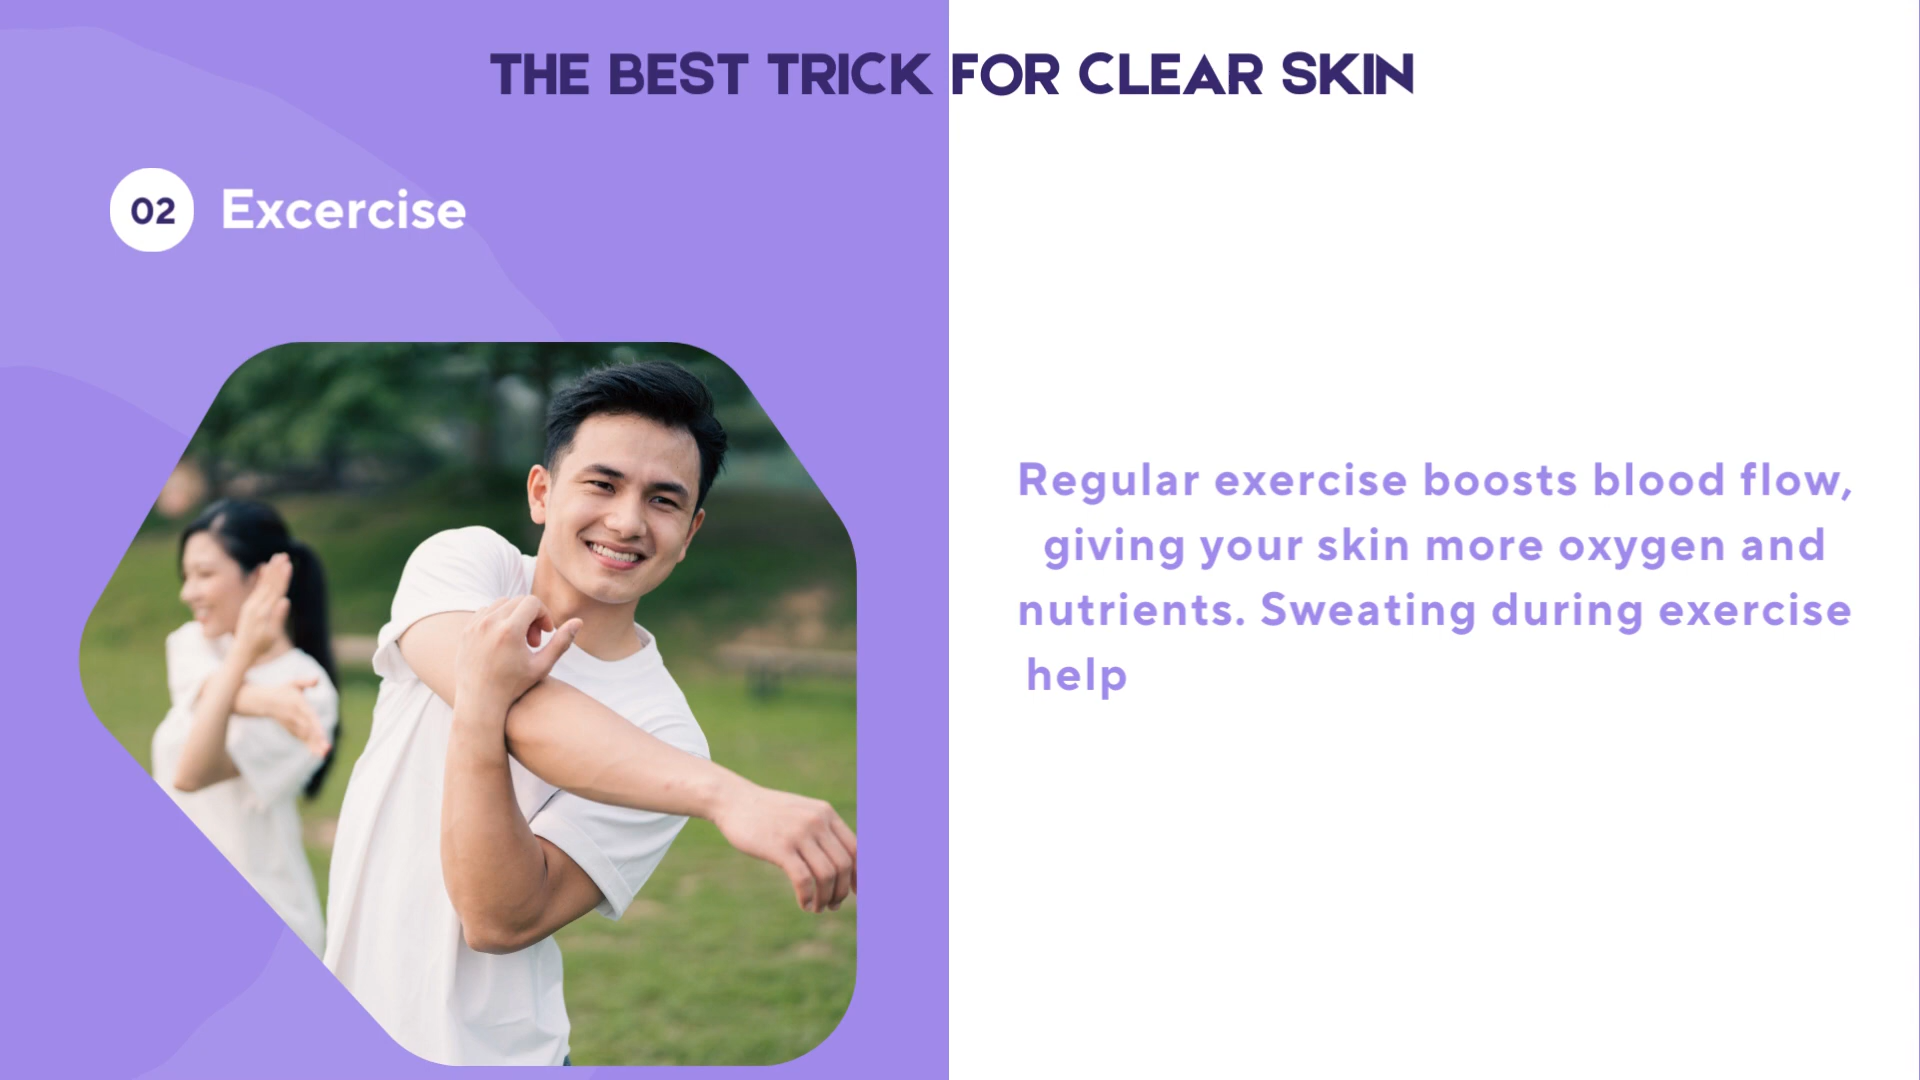 THE BEST TRICK FOR CLEAR SKIN
02 Excercise
Regular exercise boosts blood flow,
giving your skin more oxygen and
nutrients. Sweating during exercise
help